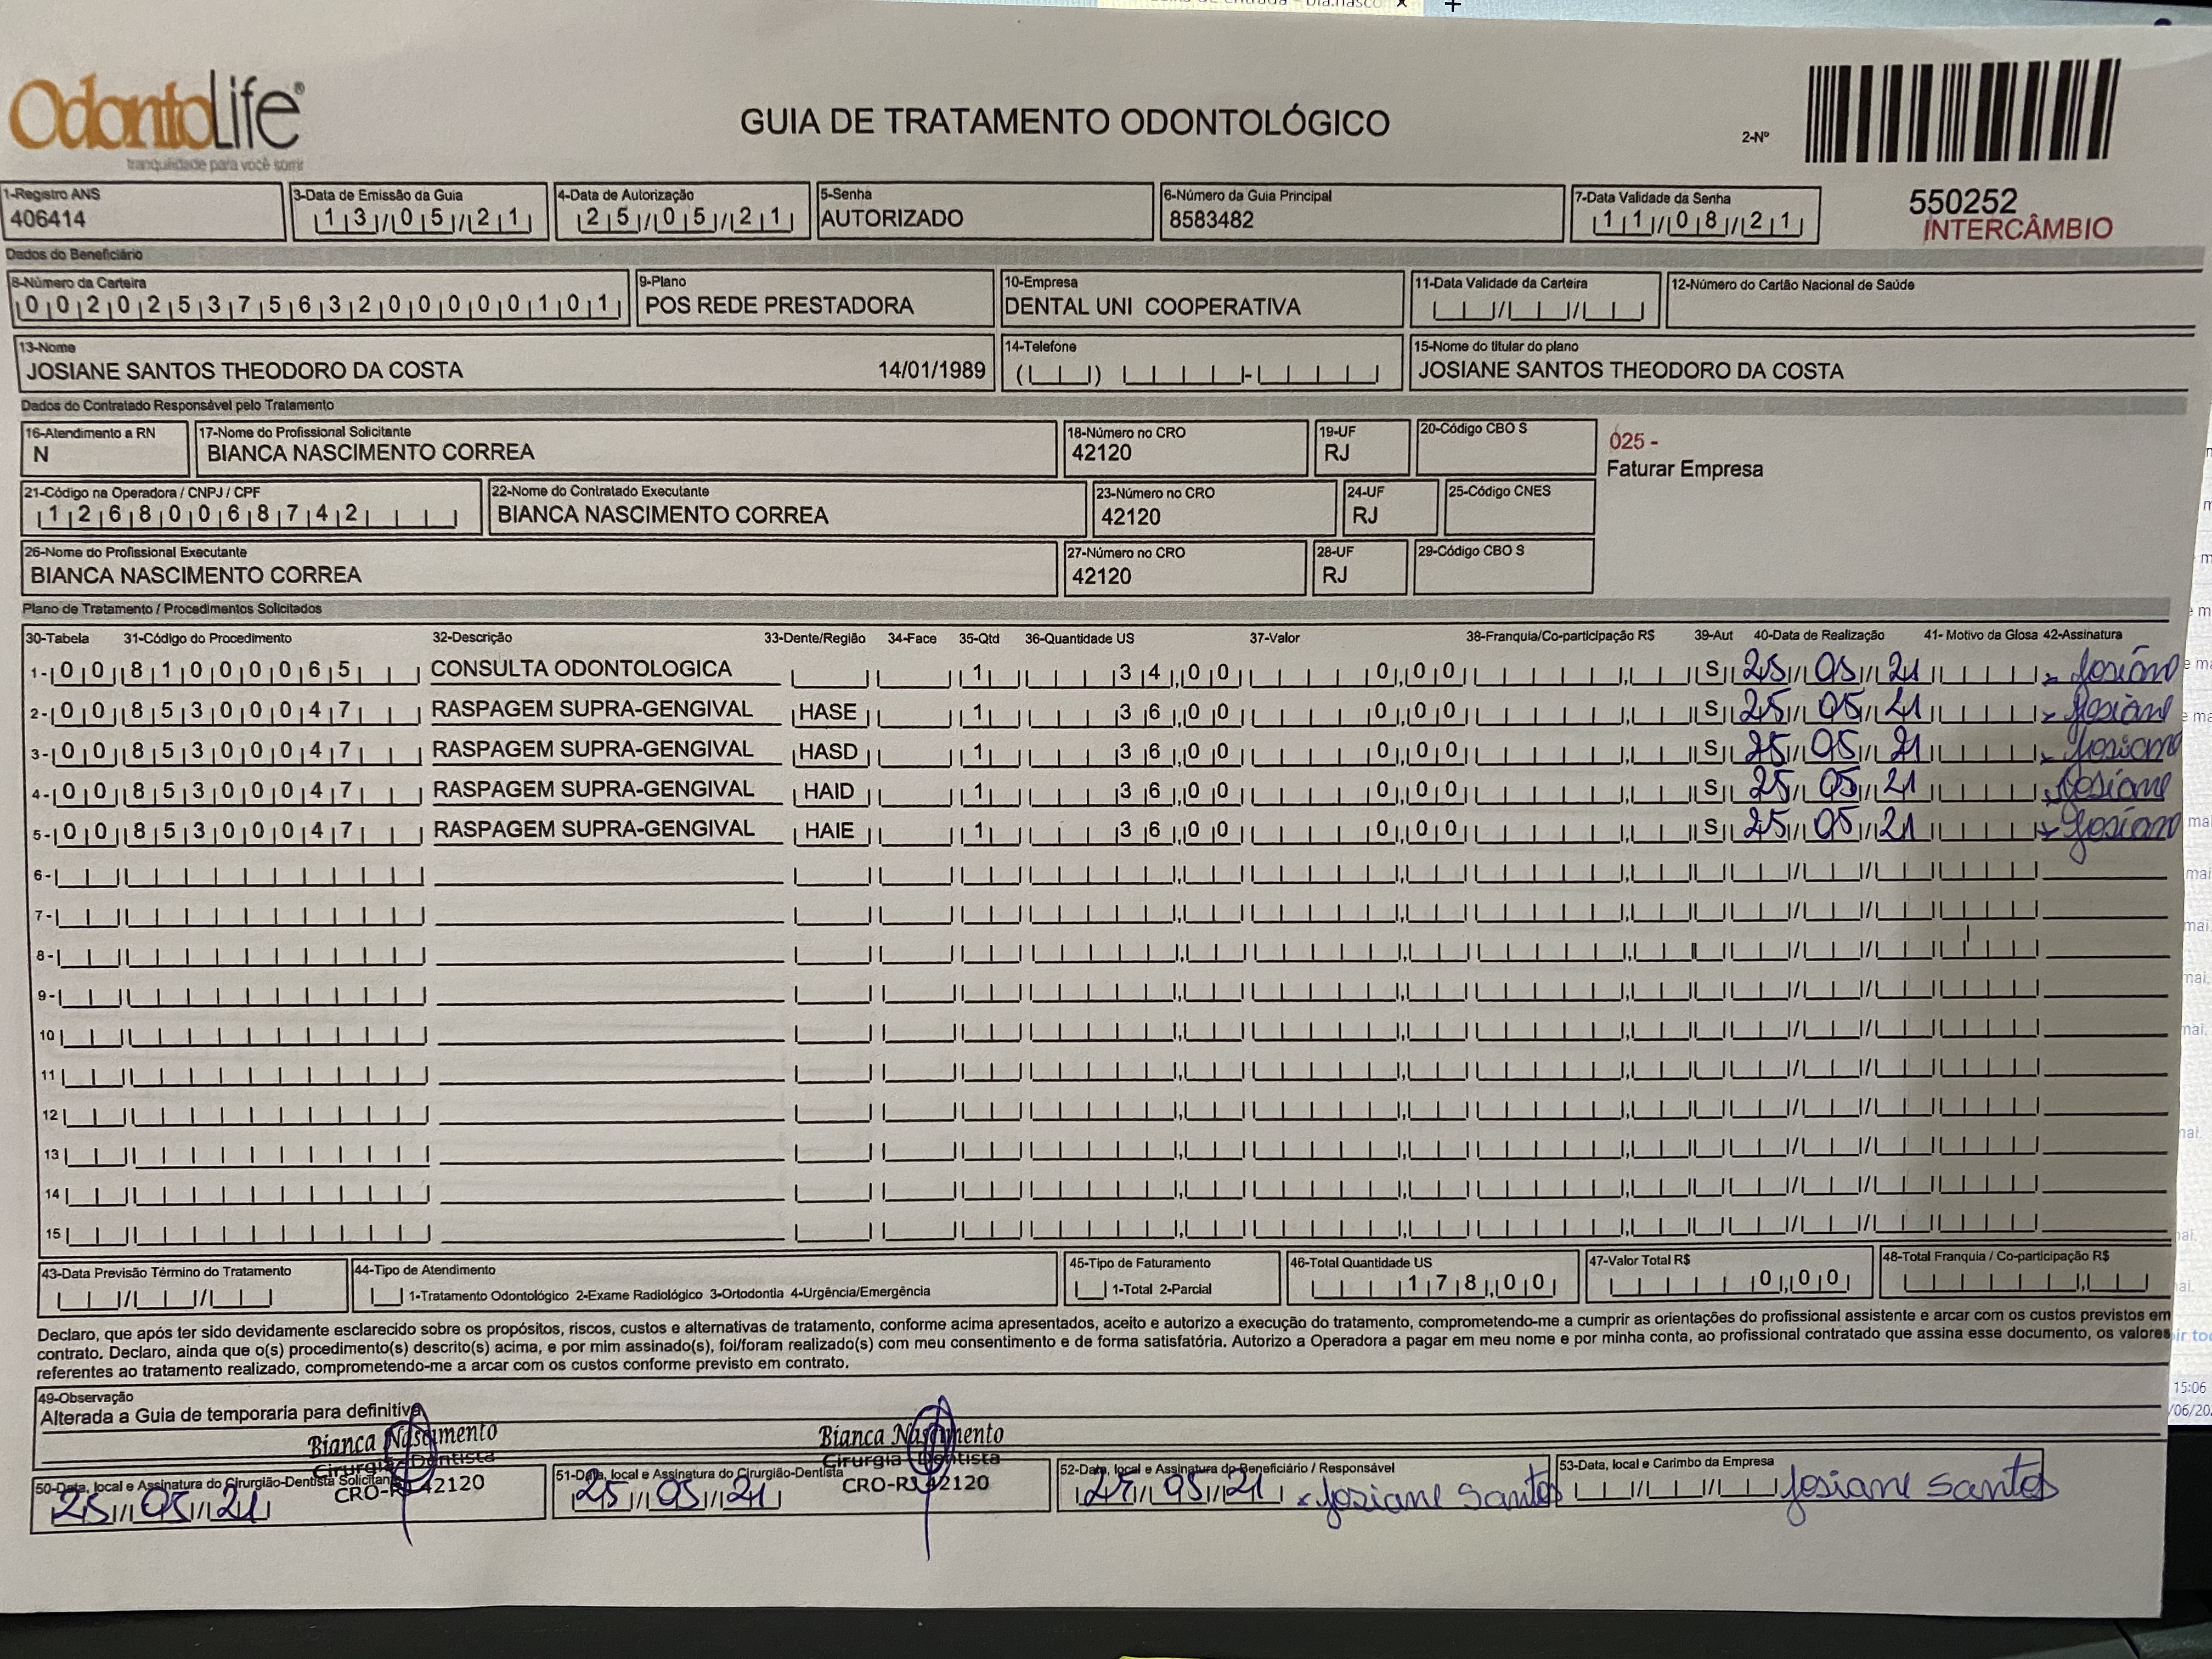 OdontoLife®
tranquilidade para você sorrir
GUIA DE TRATAMENTO ODONTOLÓGICO
2-Nº
550252
INTERCÂMBIO
1-Registro ANS
406414
3-Data de Emissão da Guia
13/05/21
4-Data de Autorização
25/05/21
5-Senha
AUTORIZADO
6-Número da Guia Principal
8583482
7-Data Validade da Senha
11/08/21
Dados do Beneficiário
8-Número da Carteira
00202537563200000101
9-Plano
POS REDE PRESTADORA
10-Empresa
DENTAL UNI COOPERATIVA
11-Data Validade da Carteira
12-Número do Cartão Nacional de Saúde
13-Nome
JOSIANE SANTOS THEODORO DA COSTA 14/01/1989
14-Telefone
15-Nome do titular do plano
JOSIANE SANTOS THEODORO DA COSTA
Dados do Contratado Responsável pelo Tratamento
16-Atendimento a RN
N
17-Nome do Profissional Solicitante
BIANCA NASCIMENTO CORREA
18-Número no CRO
42120
19-UF
RJ
20-Código CBO S
025 -
Faturar Empresa
21-Código na Operadora / CNPJ / CPF
12680068742
22-Nome do Contratado Executante
BIANCA NASCIMENTO CORREA
23-Número no CRO
42120
24-UF
RJ
25-Código CNES
26-Nome do Profissional Executante
BIANCA NASCIMENTO CORREA
27-Número no CRO
42120
28-UF
RJ
29-Código CBO S
Plano de Tratamento / Procedimentos Solicitados
30-Tabela 31-Código do Procedimento 32-Descrição 33-Dente/Região 34-Face 35-Qtd 36-Quantidade US 37-Valor 38-Franquia/Co-participação R$ 39-Aut 40-Data de Realização 41- Motivo da Glosa 42-Assinatura
1- 00 81000065 CONSULTA ODONTOLOGICA 1 34,00 0,00 S 25/05/21 x Josiane
2- 00 85300047 RASPAGEM SUPRA-GENGIVAL HASE 1 36,00 0,00 S 25/05/21 x Josiane
3- 00 85300047 RASPAGEM SUPRA-GENGIVAL HASD 1 36,00 0,00 S 25/05/21 x Josiane
4- 00 85300047 RASPAGEM SUPRA-GENGIVAL HAID 1 36,00 0,00 S 25/05/21 x Josiane
5- 00 85300047 RASPAGEM SUPRA-GENGIVAL HAIE 1 36,00 0,00 S 25/05/21 x Josiane
6-
7-
8-
9-
10
11
12
13
14
15
43-Data Previsão Término do Tratamento
44-Tipo de Atendimento
1-Tratamento Odontológico 2-Exame Radiológico 3-Ortodontia 4-Urgência/Emergência
45-Tipo de Faturamento
1-Total 2-Parcial
46-Total Quantidade US
178,00
47-Valor Total R$
0,00
48-Total Franquia / Co-participação R$
Declaro, que após ter sido devidamente esclarecido sobre os propósitos, riscos, custos e alternativas de tratamento, conforme acima apresentados, aceito e autorizo a execução do tratamento, comprometendo-me a cumprir as orientações do profissional assistente e arcar com os custos previstos em
contrato. Declaro, ainda que o(s) procedimento(s) descrito(s) acima, e por mim assinado(s), foi/foram realizado(s) com meu consentimento e de forma satisfatória. Autorizo a Operadora a pagar em meu nome e por minha conta, ao profissional contratado que assina esse documento, os valores
referentes ao tratamento realizado, comprometendo-me a arcar com os custos conforme previsto em contrato.
49-Observação
Alterada a Guia de temporaria para definitiva
Bianca Nascimento
Cirurgiã-Dentista
CRO-RJ 42120
Bianca Nascimento
Cirurgiã-Dentista
CRO-RJ 42120
50-Data, local e Assinatura do Cirurgião-Dentista Solicitante
25/05/21
51-Data, local e Assinatura do Cirurgião-Dentista
25/05/21
52-Data, local e Assinatura do Beneficiário / Responsável
25/05/21 x Josiane Santos
53-Data, local e Carimbo da Empresa
Josiane Santos
15:06